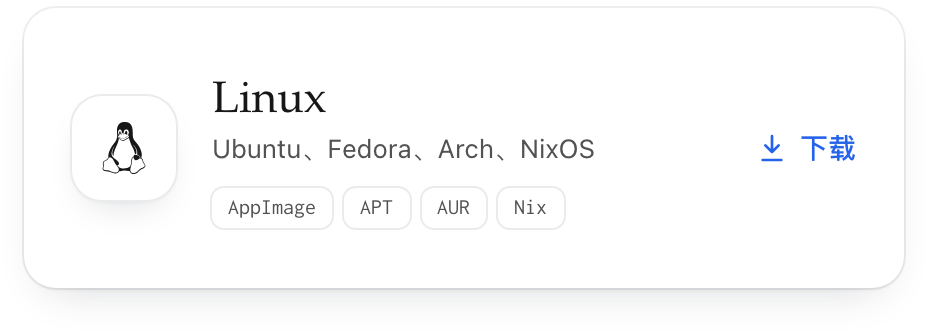 Linux
Ubuntu、Fedora、Arch、NixOS
下载
AppImage APT AUR Nix